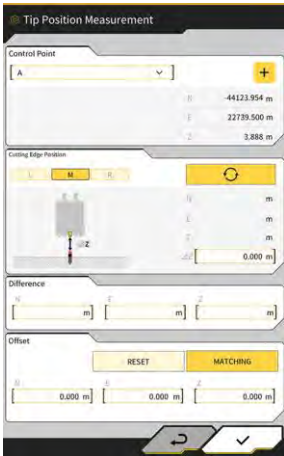 Tip Position Measurement
Control Point
[ A ]
+
N -44123.954 m
E 22739.500 m
Z 3.888 m
Cutting Edge Position
L M R
N m
E m
Z m
⊿Z [ 0.000 m]
⊿Z
Difference
N E Z
[ m] [ m] [ m]
Offset
RESET MATCHING
N E Z
[ 0.000 m] [ 0.000 m] [ 0.000 m]